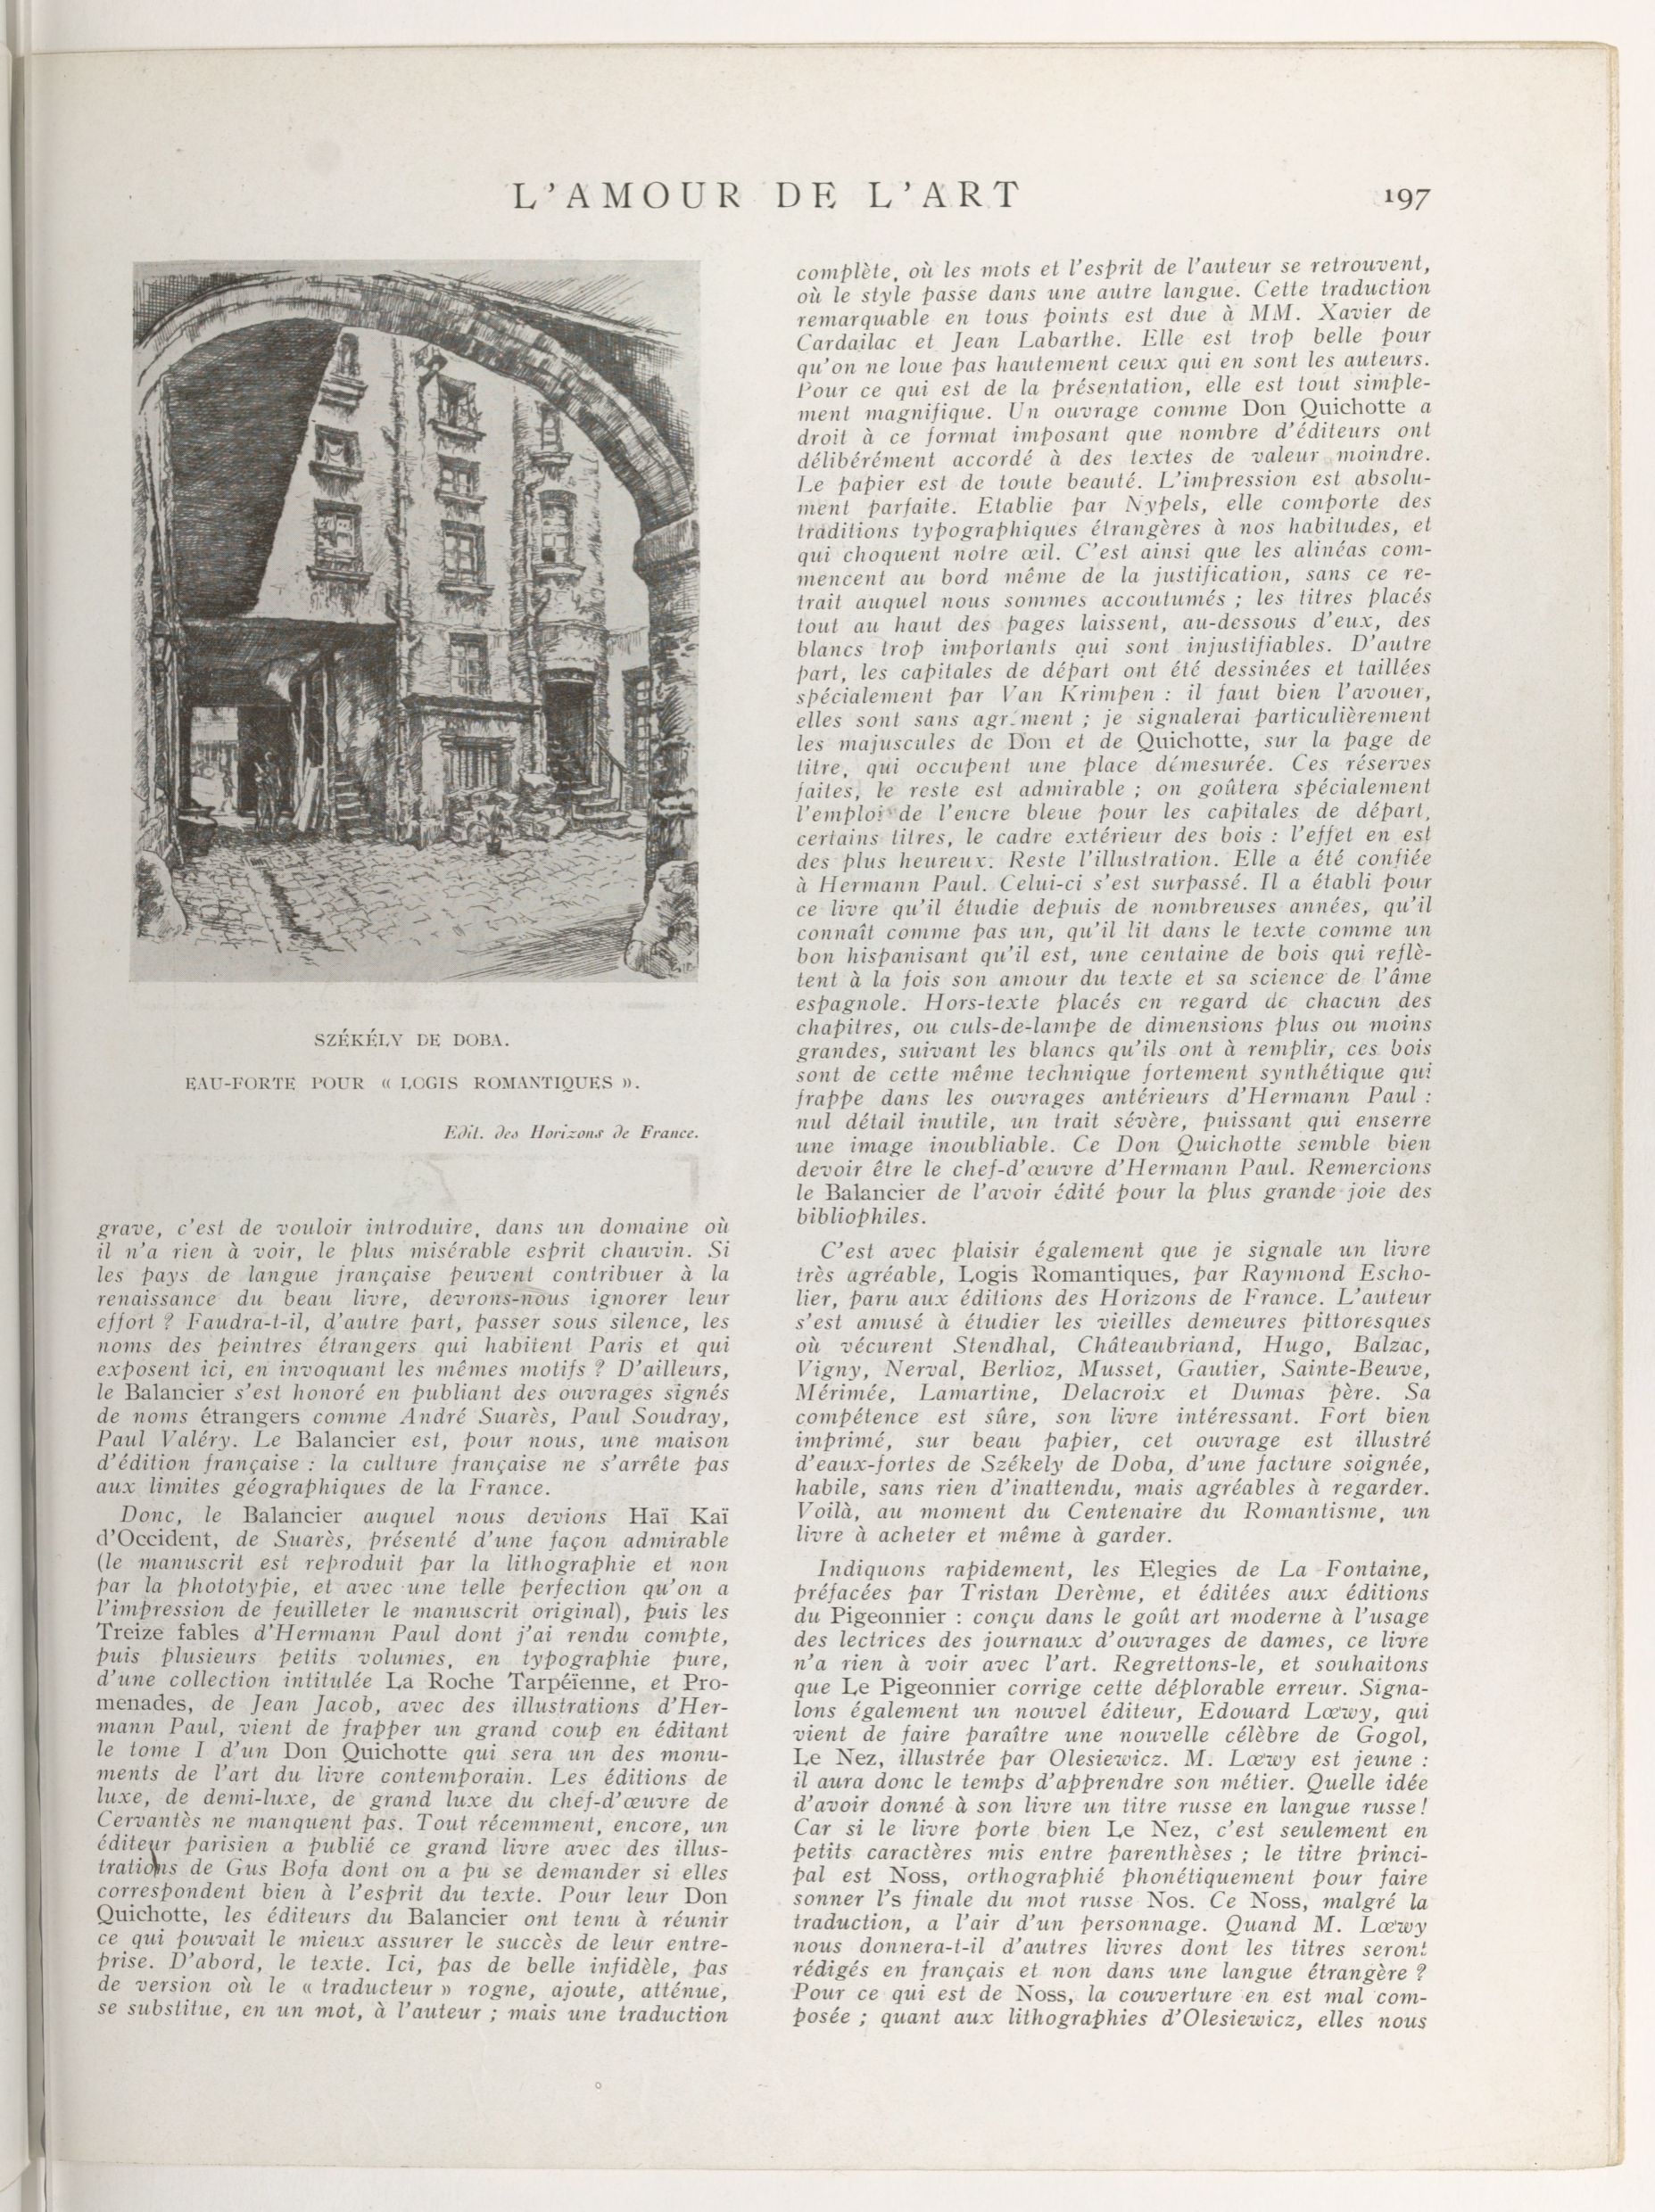 L'AMOUR DE L'ART
197
SZÉKÉLY DE DOBA.
EAU-FORTE POUR « LOGIS ROMANTIQUES ».
Edit. des Horizons de France.
grave, c'est de vouloir introduire, dans un domaine où
il n'a rien à voir, le plus misérable esprit chauvin. Si
les pays de langue française peuvent contribuer à la
renaissance du beau livre, devrons-nous ignorer leur
effort ? Faudra-t-il, d'autre part, passer sous silence, les
noms des peintres étrangers qui habitent Paris et qui
exposent ici, en invoquant les mêmes motifs ? D'ailleurs,
le Balancier s'est honoré en publiant des ouvrages signés
de noms étrangers comme André Suarès, Paul Soudray,
Paul Valéry. Le Balancier est, pour nous, une maison
d'édition française : la culture française ne s'arrête pas
aux limites géographiques de la France.
Donc, le Balancier auquel nous devions Haï Kaï
d'Occident, de Suarès, présenté d'une façon admirable
(le manuscrit est reproduit par la lithographie et non
par la phototypie, et avec une telle perfection qu'on a
l'impression de feuilleter le manuscrit original), puis les
Treize fables d'Hermann Paul dont j'ai rendu compte,
puis plusieurs petits volumes, en typographie pure,
d'une collection intitulée La Roche Tarpéïenne, et Pro-
menades, de Jean Jacob, avec des illustrations d'Her-
mann Paul, vient de frapper un grand coup en éditant
le tome I d'un Don Quichotte qui sera un des monu-
ments de l'art du livre contemporain. Les éditions de
luxe, de demi-luxe, de grand luxe du chef-d'œuvre de
Cervantès ne manquent pas. Tout récemment, encore, un
éditeur parisien a publié ce grand livre avec des illus-
trations de Gus Bofa dont on a pu se demander si elles
correspondent bien à l'esprit du texte. Pour leur Don
Quichotte, les éditeurs du Balancier ont tenu à réunir
ce qui pouvait le mieux assurer le succès de leur entre-
prise. D'abord, le texte. Ici, pas de belle infidèle, pas
de version où le « traducteur » rogne, ajoute, atténue,
se substitue, en un mot, à l'auteur ; mais une traduction
complète, où les mots et l'esprit de l'auteur se retrouvent,
où le style passe dans une autre langue. Cette traduction
remarquable en tous points est due à MM. Xavier de
Cardailac et Jean Labarthe. Elle est trop belle pour
qu'on ne loue pas hautement ceux qui en sont les auteurs.
Pour ce qui est de la présentation, elle est tout simple-
ment magnifique. Un ouvrage comme Don Quichotte a
droit à ce format imposant que nombre d'éditeurs ont
délibérément accordé à des textes de valeur moindre.
Le papier est de toute beauté. L'impression est absolu-
ment parfaite. Etablie par Nypels, elle comporte des
traditions typographiques étrangères à nos habitudes, et
qui choquent notre œil. C'est ainsi que les alinéas com-
mencent au bord même de la justification, sans ce re-
trait auquel nous sommes accoutumés ; les titres placés
tout au haut des pages laissent, au-dessous d'eux, des
blancs trop importants qui sont injustifiables. D'autre
part, les capitales de départ ont été dessinées et taillées
spécialement par Van Krimpen : il faut bien l'avouer,
elles sont sans agrément ; je signalerai particulièrement
les majuscules de Don et de Quichotte, sur la page de
titre, qui occupent une place démesurée. Ces réserves
faites, le reste est admirable ; on goûtera spécialement
l'emploi de l'encre bleue pour les capitales de départ,
certains titres, le cadre extérieur des bois : l'effet en est
des plus heureux. Reste l'illustration. Elle a été confiée
à Hermann Paul. Celui-ci s'est surpassé. Il a établi pour
ce livre qu'il étudie depuis de nombreuses années, qu'il
connaît comme pas un, qu'il lit dans le texte comme un
bon hispanisant qu'il est, une centaine de bois qui reflè-
tent à la fois son amour du texte et sa science de l'âme
espagnole. Hors-texte placés en regard de chacun des
chapitres, ou culs-de-lampe de dimensions plus ou moins
grandes, suivant les blancs qu'ils ont à remplir, ces bois
sont de cette même technique fortement synthétique qui
frappe dans les ouvrages antérieurs d'Hermann Paul :
nul détail inutile, un trait sévère, puissant qui enserre
une image inoubliable. Ce Don Quichotte semble bien
devoir être le chef-d'œuvre d'Hermann Paul. Remercions
le Balancier de l'avoir édité pour la plus grande joie des
bibliophiles.
C'est avec plaisir également que je signale un livre
très agréable, Logis Romantiques, par Raymond Escho-
lier, paru aux éditions des Horizons de France. L'auteur
s'est amusé à étudier les vieilles demeures pittoresques
où vécurent Stendhal, Châteaubriand, Hugo, Balzac,
Vigny, Nerval, Berlioz, Musset, Gautier, Sainte-Beuve,
Mérimée, Lamartine, Delacroix et Dumas père. Sa
compétence est sûre, son livre intéressant. Fort bien
imprimé, sur beau papier, cet ouvrage est illustré
d'eaux-fortes de Székely de Doba, d'une facture soignée,
habile, sans rien d'inattendu, mais agréables à regarder.
Voilà, au moment du Centenaire du Romantisme, un
livre à acheter et même à garder.
Indiquons rapidement, les Elegies de La Fontaine,
préfacées par Tristan Derème, et éditées aux éditions
du Pigeonnier : conçu dans le goût art moderne à l'usage
des lectrices des journaux d'ouvrages de dames, ce livre
n'a rien à voir avec l'art. Regrettons-le, et souhaitons
que Le Pigeonnier corrige cette déplorable erreur. Signa-
lons également un nouvel éditeur, Edouard Lœwy, qui
vient de faire paraître une nouvelle célèbre de Gogol,
Le Nez, illustrée par Olesiewicz. M. Lœwy est jeune :
il aura donc le temps d'apprendre son métier. Quelle idée
d'avoir donné à son livre un titre russe en langue russe!
Car si le livre porte bien Le Nez, c'est seulement en
petits caractères mis entre parenthèses ; le titre princi-
pal est Noss, orthographié phonétiquement pour faire
sonner l's finale du mot russe Nos. Ce Noss, malgré la
traduction, a l'air d'un personnage. Quand M. Lœwy
nous donnera-t-il d'autres livres dont les titres seront
rédigés en français et non dans une langue étrangère ?
Pour ce qui est de Noss, la couverture en est mal com-
posée ; quant aux lithographies d'Olesiewicz, elles nous